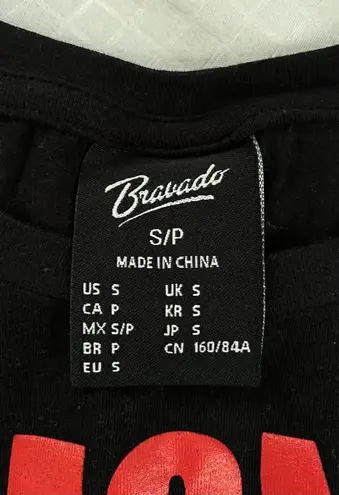 Bravado
S/P
MADE IN CHINA
US S UK S
CA P KR S
MX S/P JP S
BR P CN 160/84A
EU S